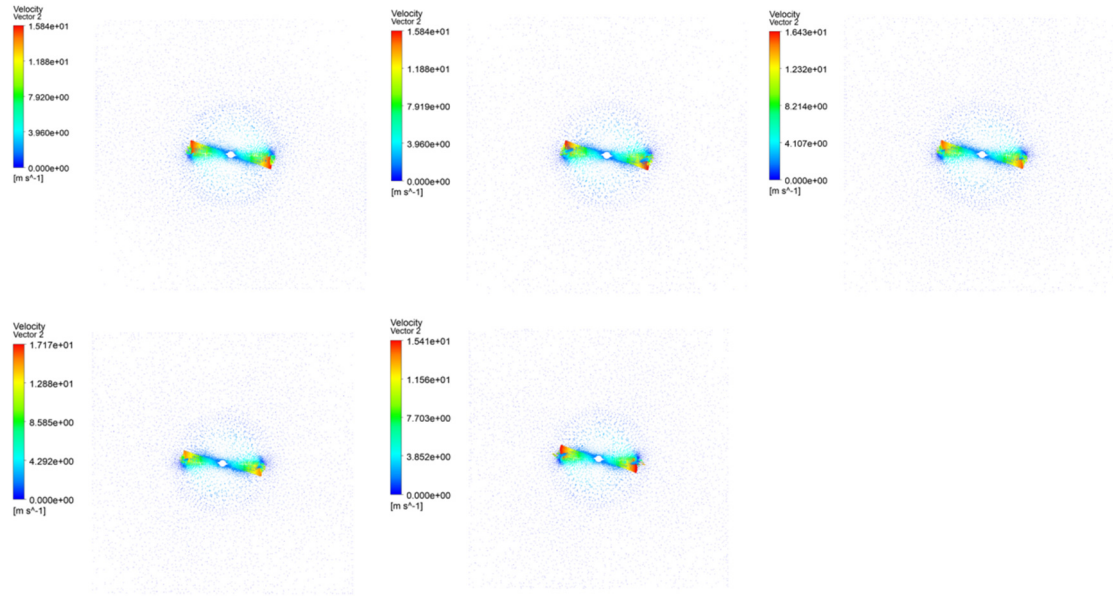 Velocity
Vector 2
1.584e+01
1.188e+01
7.920e+00
3.960e+00
0.000e+00
[m s^-1]
Velocity
Vector 2
1.584e+01
1.188e+01
7.919e+00
3.960e+00
0.000e+00
[m s^-1]
Velocity
Vector 2
1.643e+01
1.232e+01
8.214e+00
4.107e+00
0.000e+00
[m s^-1]
Velocity
Vector 2
1.717e+01
1.288e+01
8.585e+00
4.292e+00
0.000e+00
[m s^-1]
Velocity
Vector 2
1.541e+01
1.156e+01
7.703e+00
3.852e+00
0.000e+00
[m s^-1]